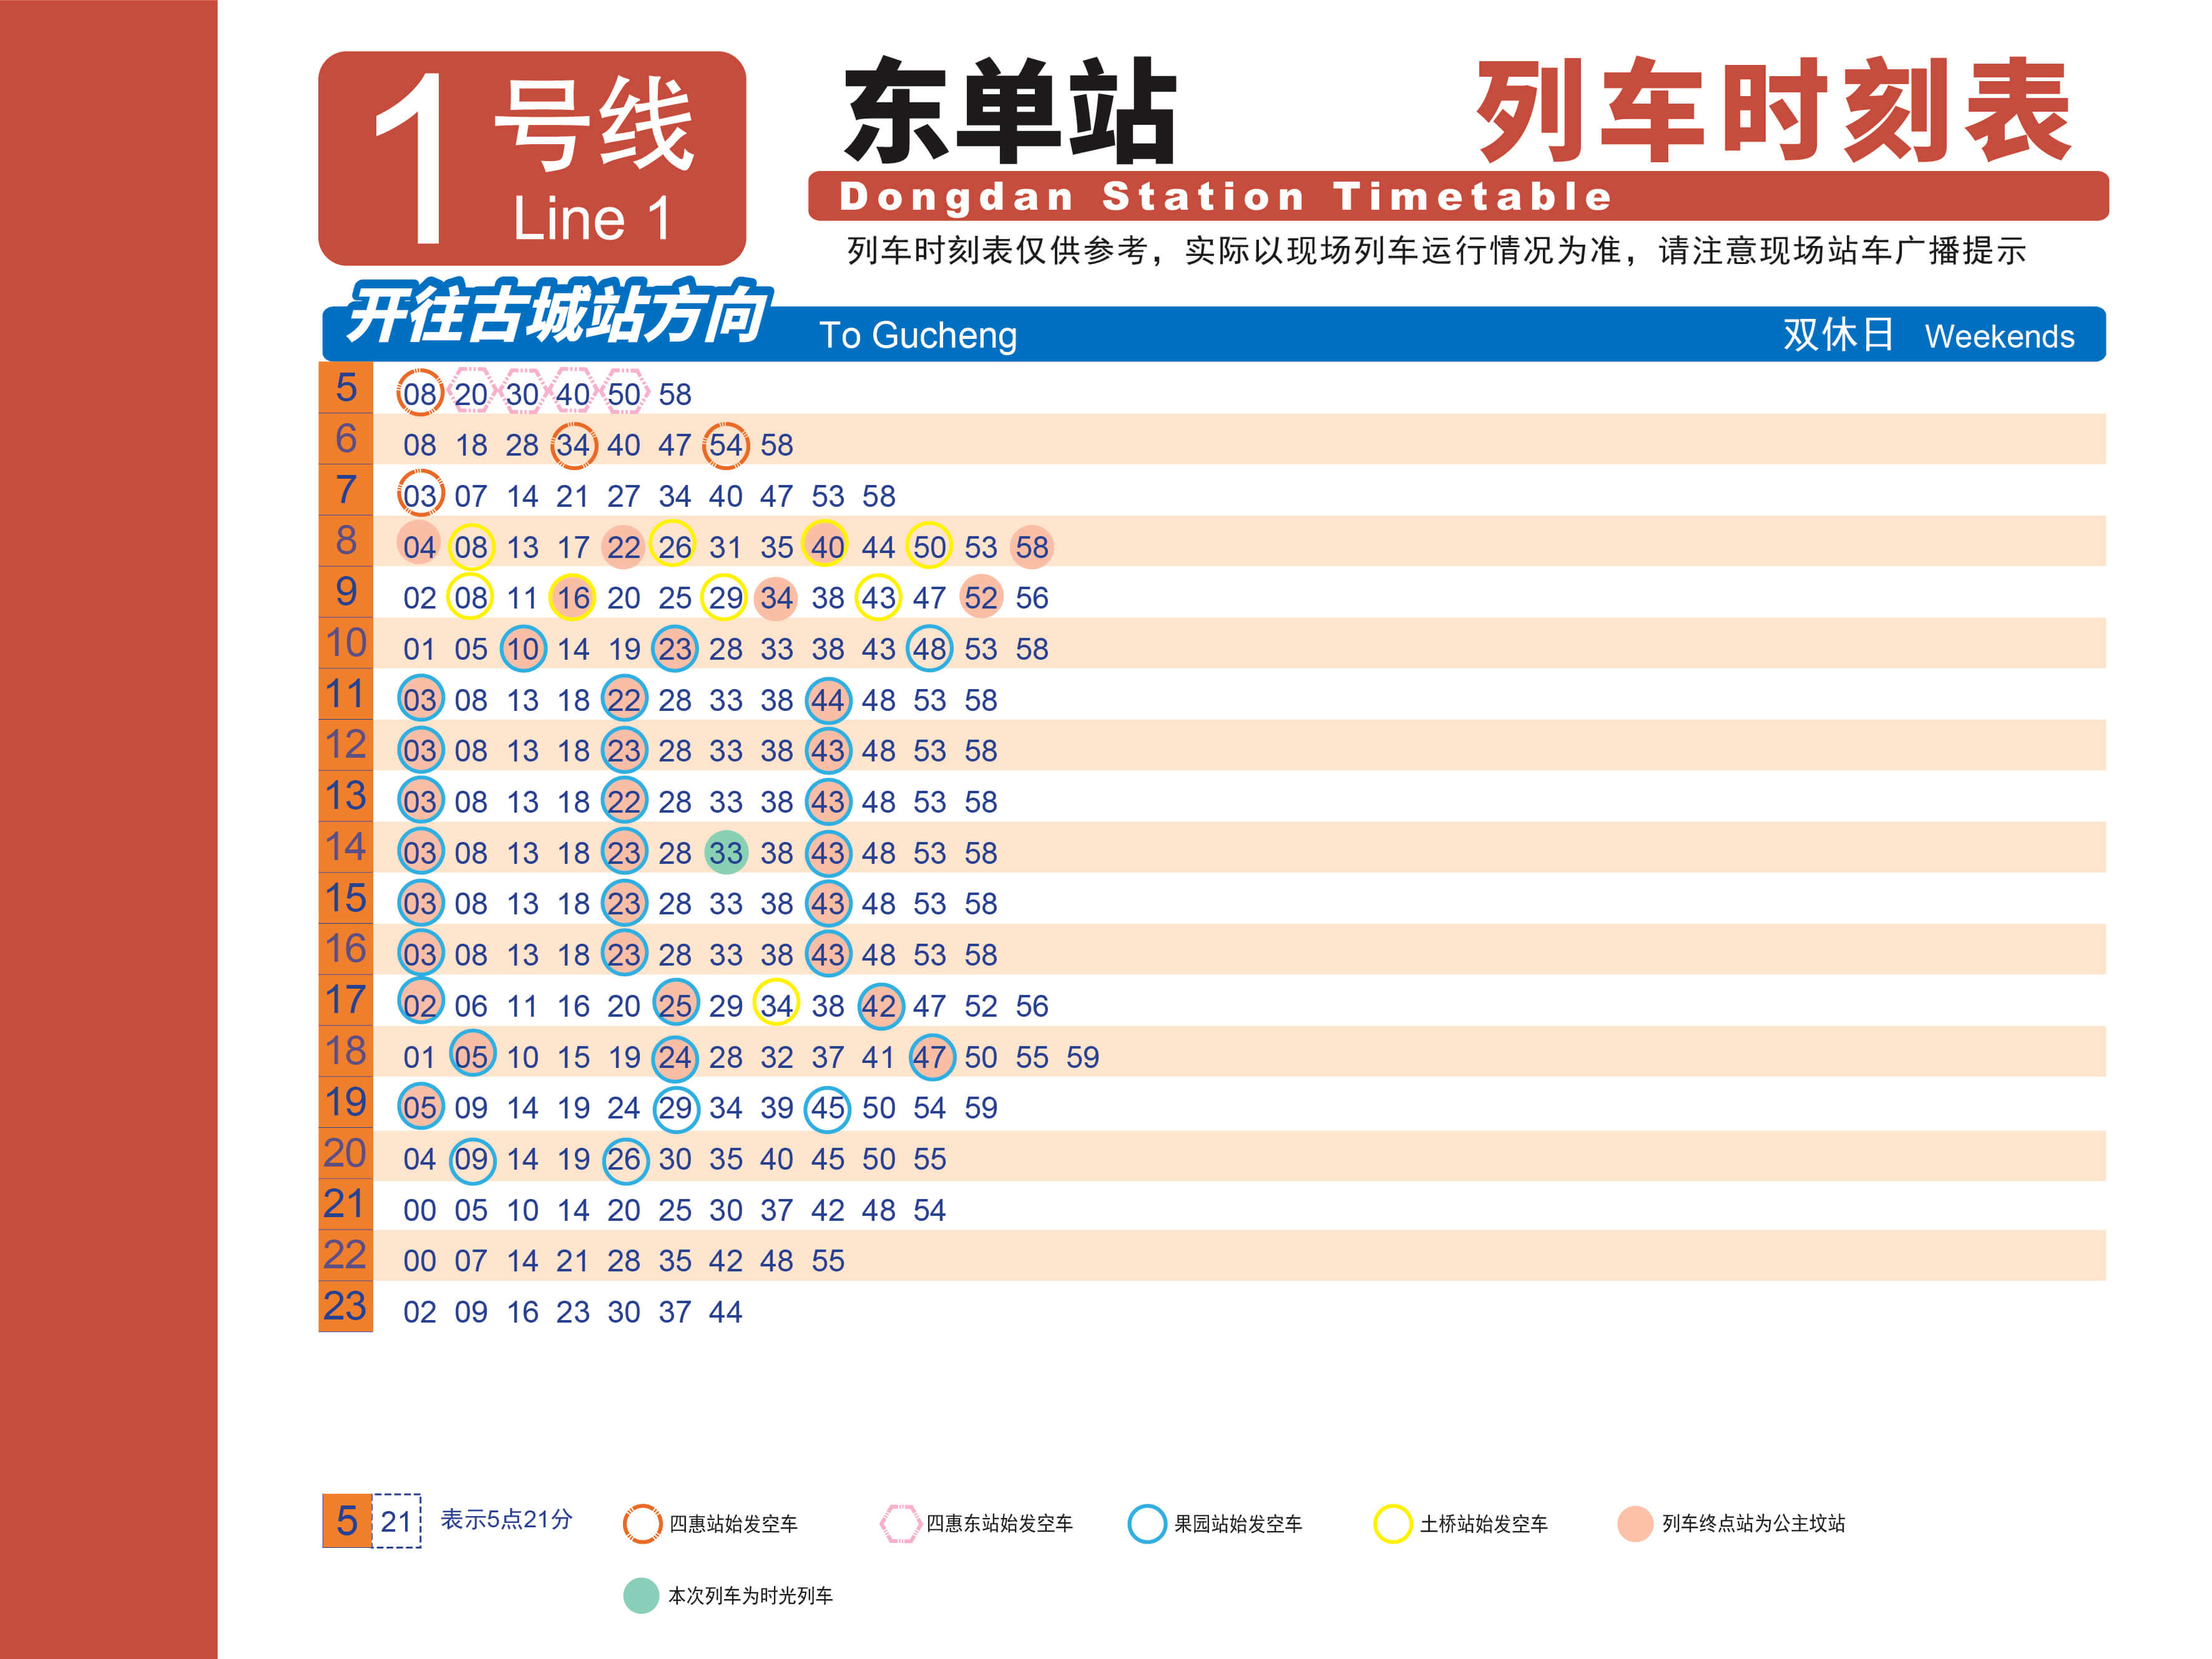 1号线
Line 1
东单站 列车时刻表
Dongdan Station Timetable
列车时刻表仅供参考，实际以现场列车运行情况为准，请注意现场站车广播提示
开往古城站方向 To Gucheng 双休日 Weekends
5 08 20 30 40 50 58
6 08 18 28 34 40 47 54 58
7 03 07 14 21 27 34 40 47 53 58
8 04 08 13 17 22 26 31 35 40 44 50 53 58
9 02 08 11 16 20 25 29 34 38 43 47 52 56
10 01 05 10 14 19 23 28 33 38 43 48 53 58
11 03 08 13 18 22 28 33 38 44 48 53 58
12 03 08 13 18 23 28 33 38 43 48 53 58
13 03 08 13 18 22 28 33 38 43 48 53 58
14 03 08 13 18 23 28 33 38 43 48 53 58
15 03 08 13 18 23 28 33 38 43 48 53 58
16 03 08 13 18 23 28 33 38 43 48 53 58
17 02 06 11 16 20 25 29 34 38 42 47 52 56
18 01 05 10 15 19 24 28 32 37 41 47 50 55 59
19 05 09 14 19 24 29 34 39 45 50 54 59
20 04 09 14 19 26 30 35 40 45 50 55
21 00 05 10 14 20 25 30 37 42 48 54
22 00 07 14 21 28 35 42 48 55
23 02 09 16 23 30 37 44
5 21 表示5点21分 四惠站始发空车 四惠东站始发空车 果园站始发空车 土桥站始发空车 列车终点站为公主坟站
本次列车为时光列车